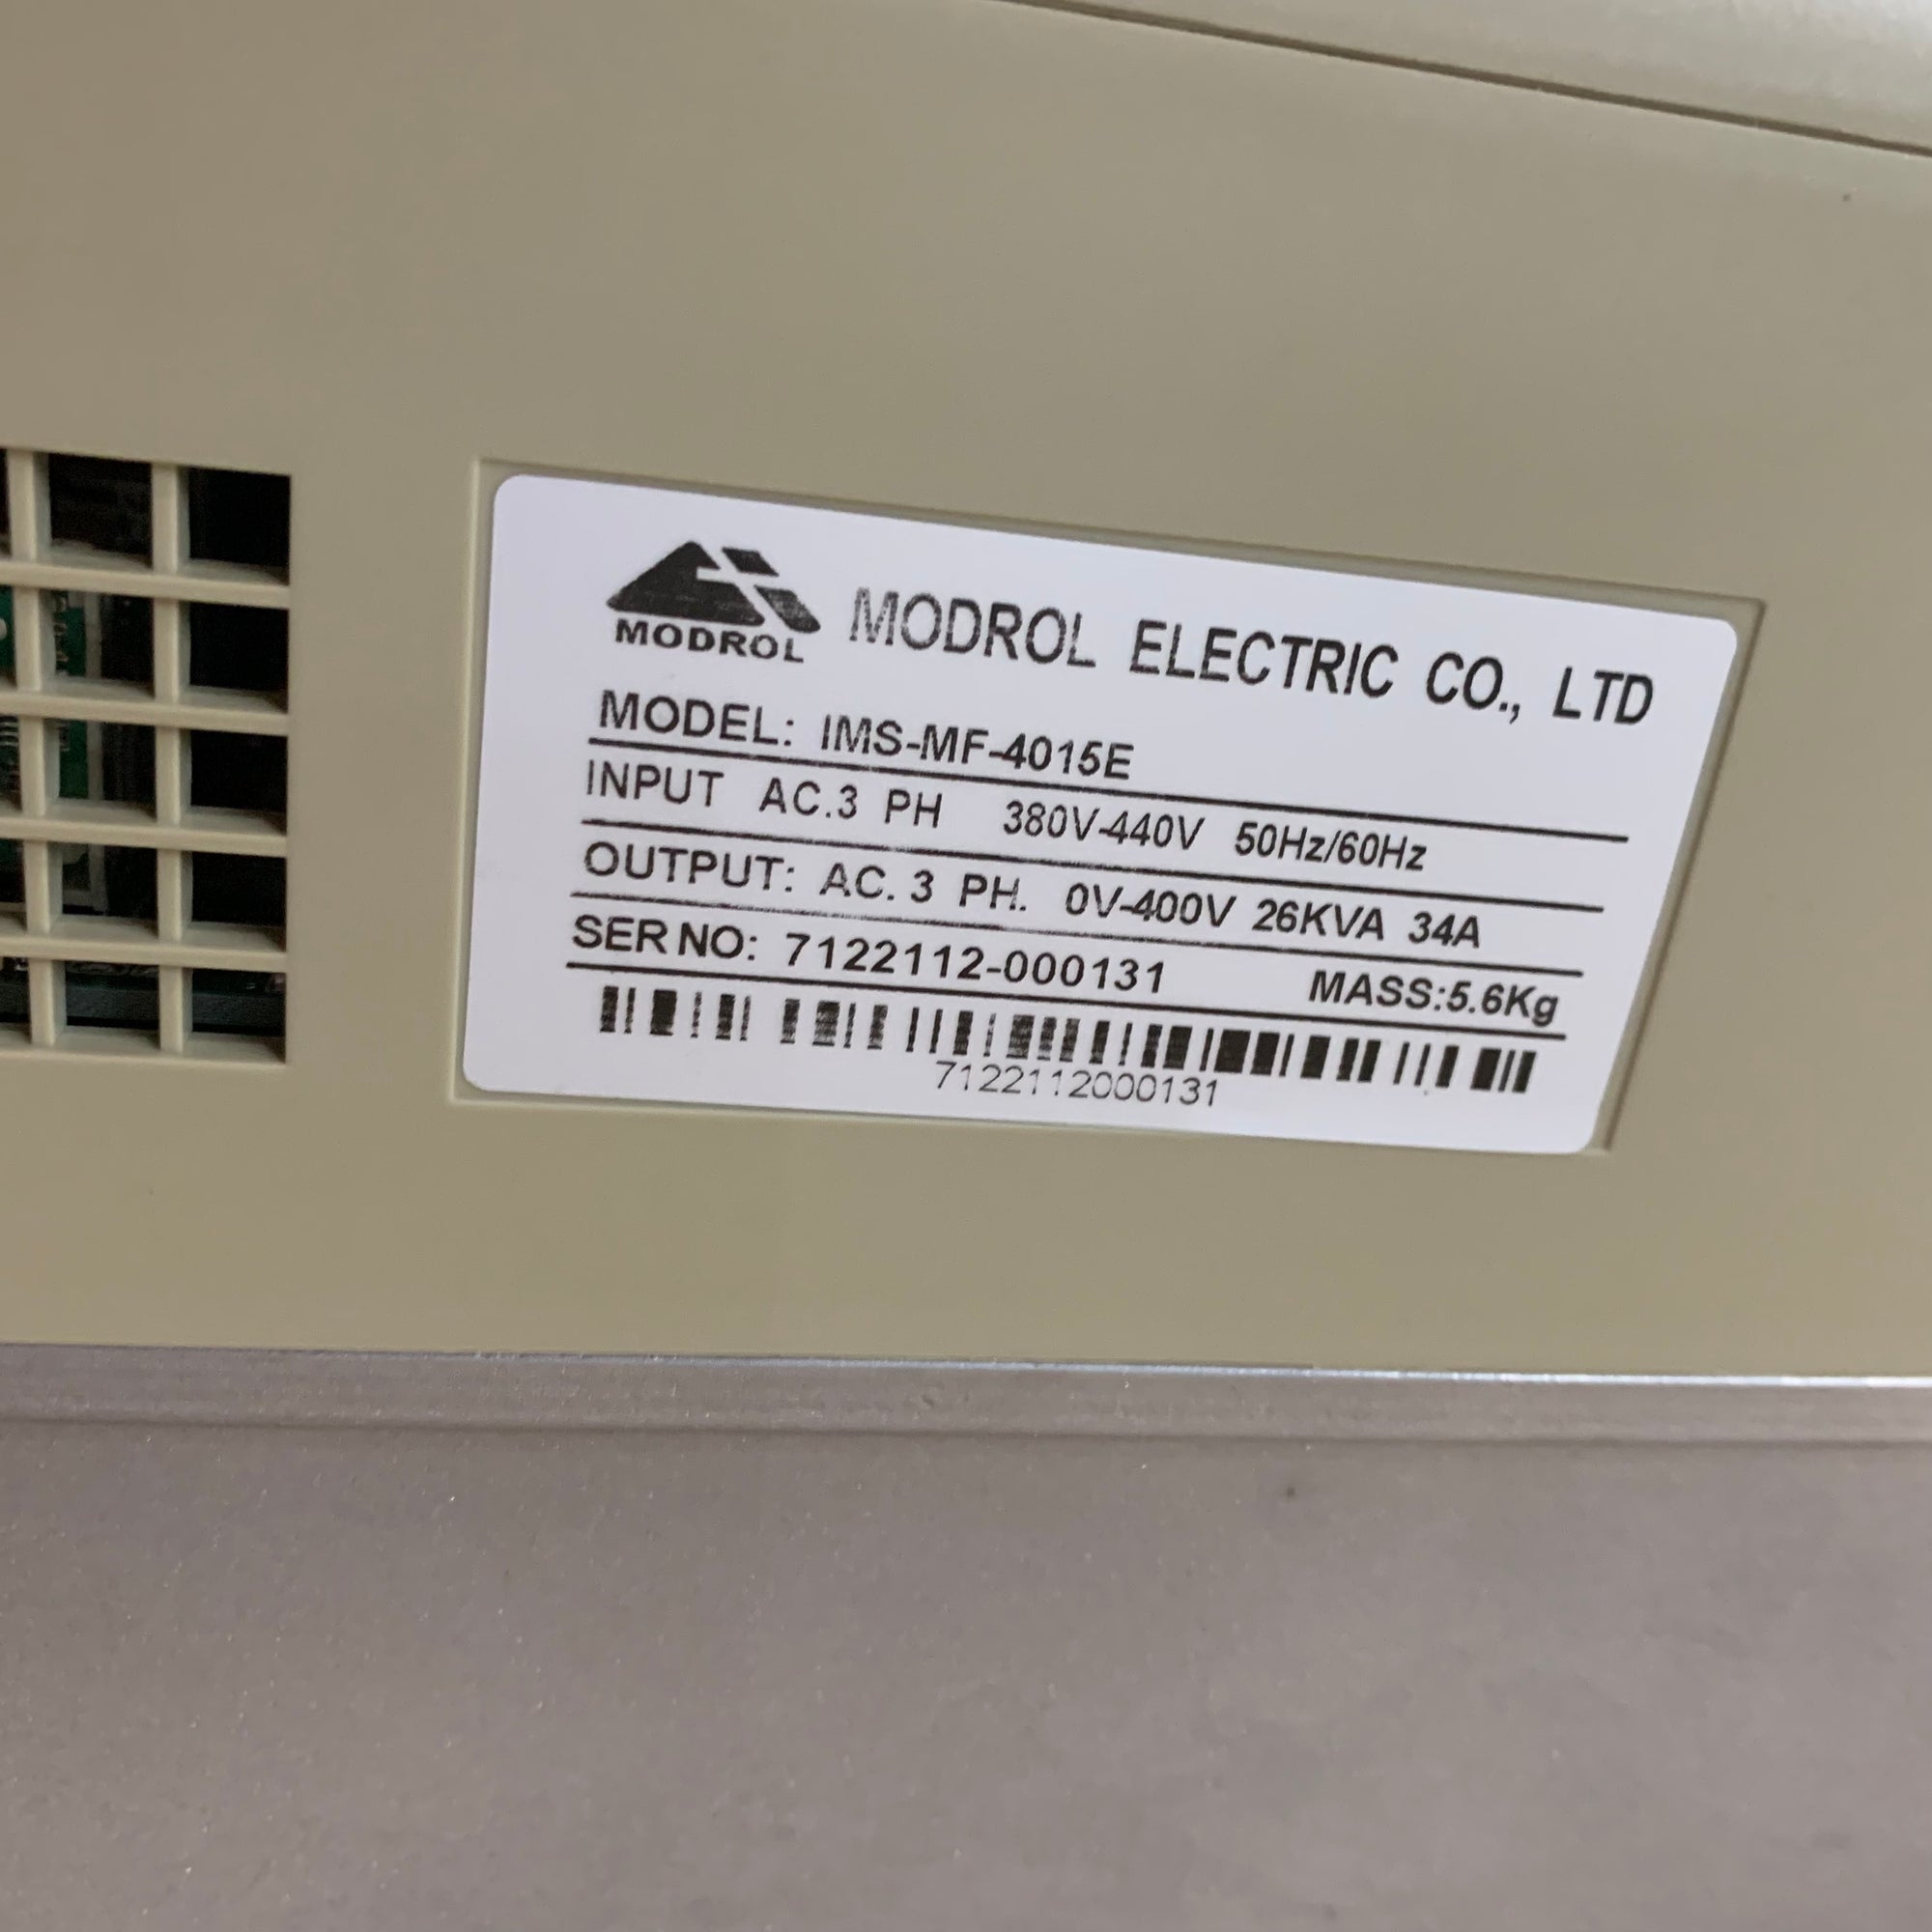 MODROL
MODROL ELECTRIC CO., LTD
MODEL: IMS-MF-4015E
INPUT AC.3 PH 380V-440V 50Hz/60Hz
OUTPUT: AC. 3 PH. 0V-400V 26KVA 34A
SER NO: 7122112-000131 MASS:5.6Kg
7122112000131